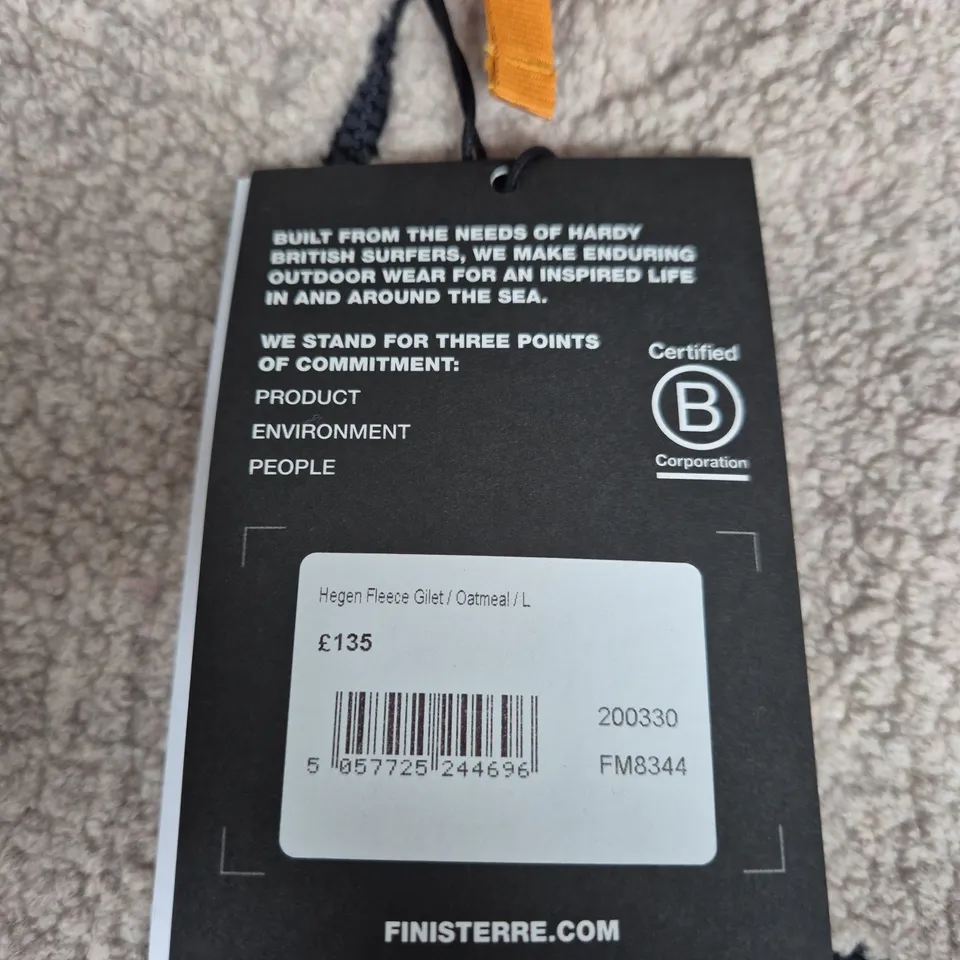 BUILT FROM THE NEEDS OF HARDY
BRITISH SURFERS, WE MAKE ENDURING
OUTDOOR WEAR FOR AN INSPIRED LIFE
IN AND AROUND THE SEA.
WE STAND FOR THREE POINTS
OF COMMITMENT:
PRODUCT
ENVIRONMENT
PEOPLE
Certified
B
Corporation
Hegen Fleece Gilet / Oatmeal / L
£135
5 057725 244696
200330
FM8344
FINISTERRE.COM